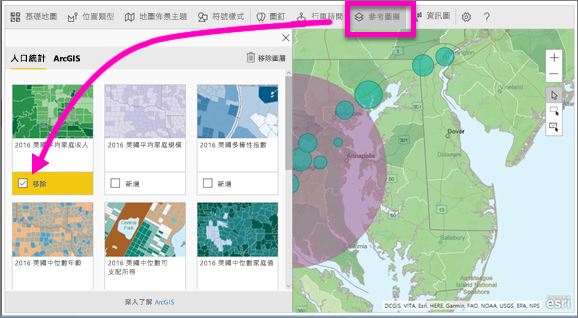 基礎地圖 位置類型 地圖佈景主題 符號樣式 圖釘 行車時間 參考圖層 資訊圖 ?
人口統計 ArcGIS 移除圖層
2016 美國平均家庭收入 2016 美國平均家庭規模 2016 美國多樣性指數
移除 新增 新增
2016 美國中位數年齡 2016 美國中位數可支配所得 2016 美國中位數家庭值
深入了解 ArcGIS
Vineland
Dover
Annapolis
Salisbury
Assateague
Island National
Seashore
301
DCGIS, VITA, Esri, HERE, Garmin, FAO, NOAA, USGS, EPA, NPS
esri